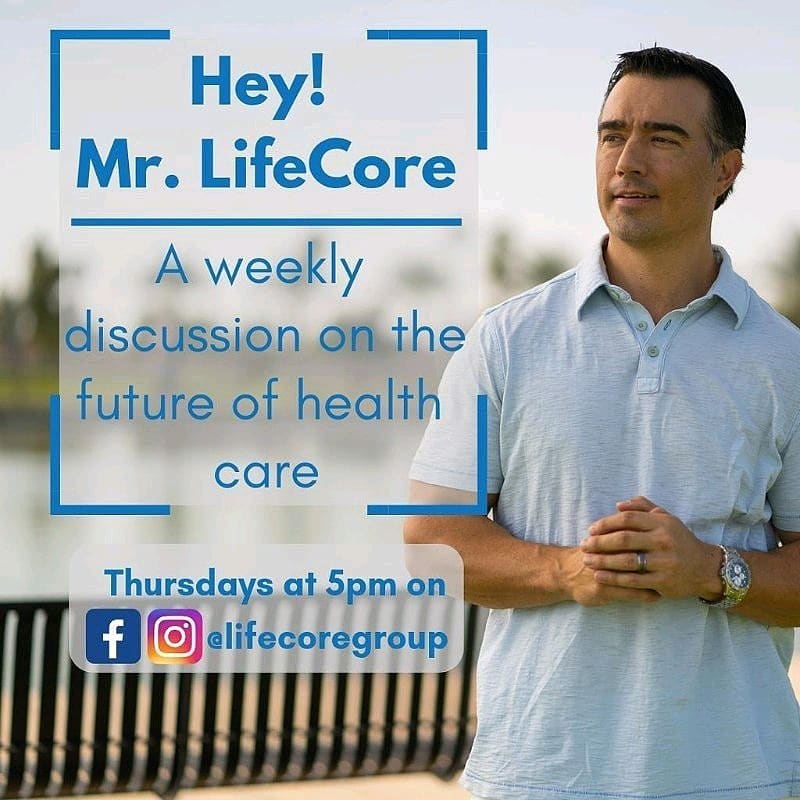 Hey!
Mr. LifeCore
A weekly
discussion on the
future of health
care
Thursdays at 5pm on
@lifecoregroup